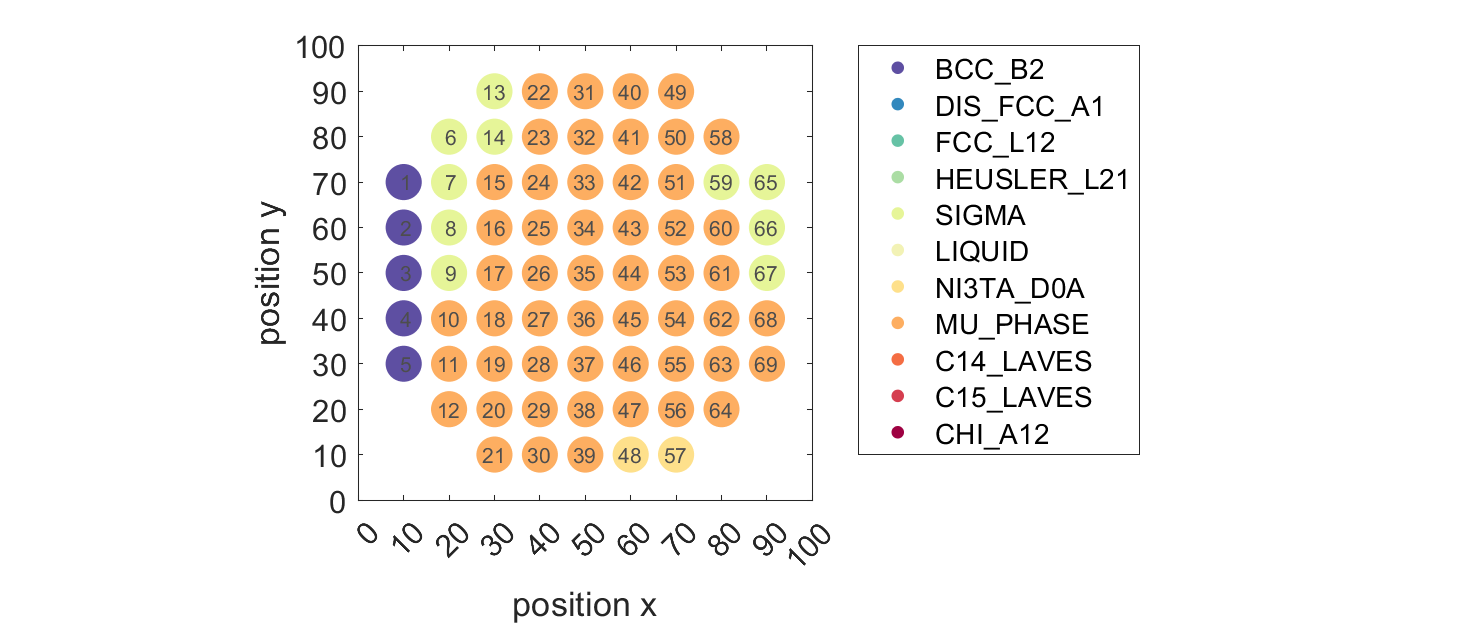 100
90 13 22 31 40 49
80 6 14 23 32 41 50 58
70 1 7 15 24 33 42 51 59 65
60 2 8 16 25 34 43 52 60 66
50 3 9 17 26 35 44 53 61 67
40 4 10 18 27 36 45 54 62 68
30 5 11 19 28 37 46 55 63 69
20 12 20 29 38 47 56 64
10 21 30 39 48 57
0
0 10 20 30 40 50 60 70 80 90 100
position x
position y
BCC_B2
DIS_FCC_A1
FCC_L12
HEUSLER_L21
SIGMA
LIQUID
NI3TA_D0A
MU_PHASE
C14_LAVES
C15_LAVES
CHI_A12